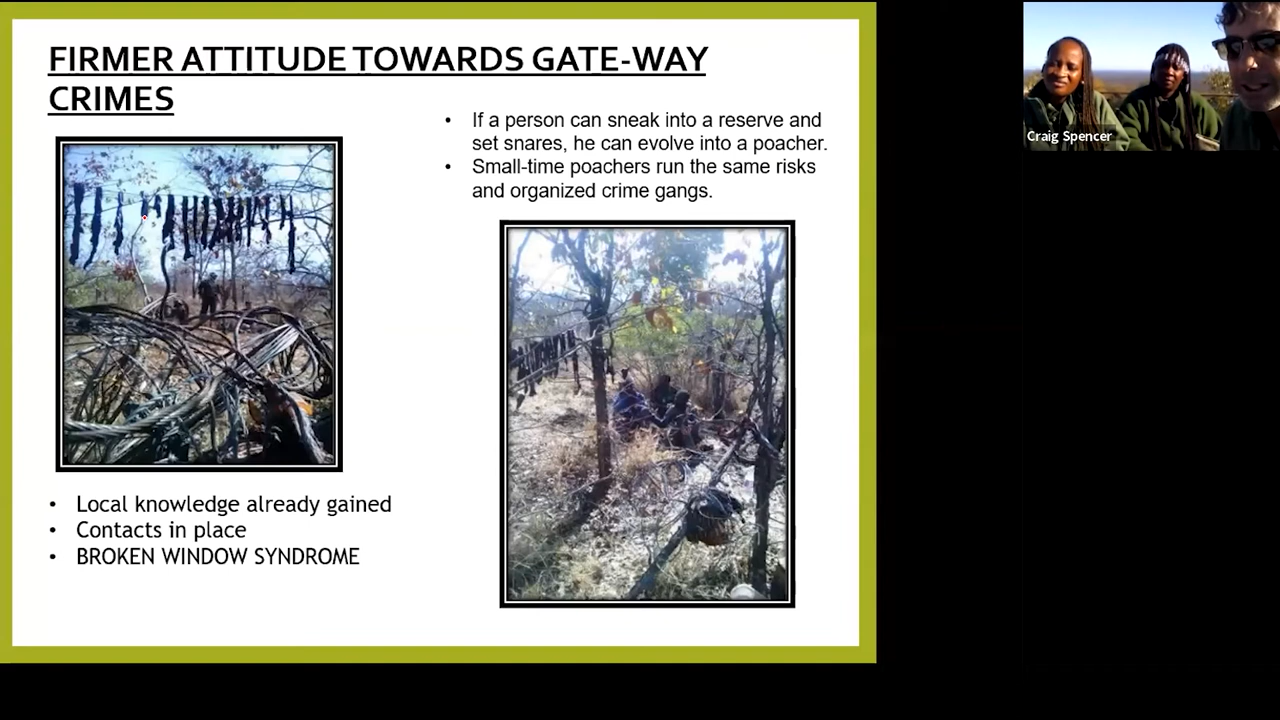 FIRMER ATTITUDE TOWARDS GATE-WAY
CRIMES
• If a person can sneak into a reserve and
set snares, he can evolve into a poacher.
• Small-time poachers run the same risks
and organized crime gangs.
• Local knowledge already gained
• Contacts in place
• BROKEN WINDOW SYNDROME
Craig Spencer